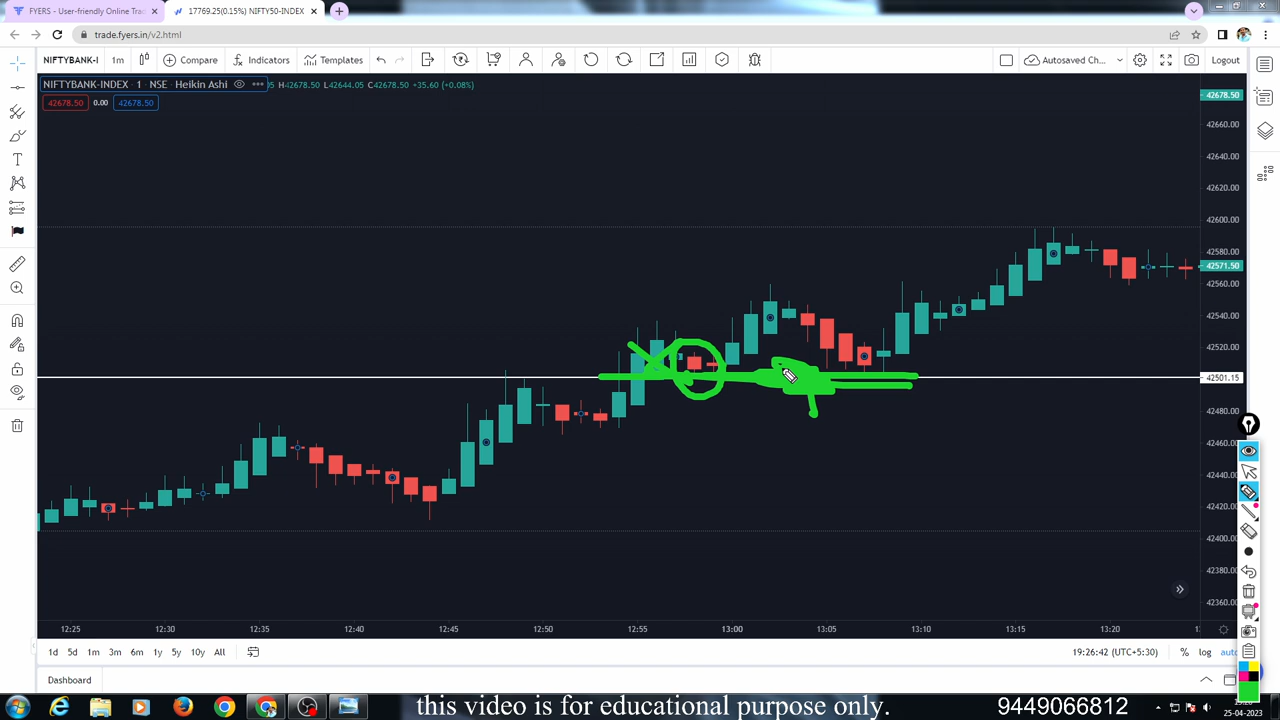 FYERS - User-friendly Online Trad
17769.25(0.15%) NIFTY50-INDEX
trade.fyers.in/v2.html
NIFTYBANK-I
1m
Compare
Indicators
Templates
Autosaved Ch...
Logout
NIFTYBANK-INDEX 1 NSE Heikin Ashi
H42678.50 L42644.05 C42678.50 +35.60 (+0.08%)
42678.50 0.00 42678.50
42678.50
42660.00
42640.00
42620.00
42600.00
42580.00
42571.50
42560.00
42540.00
42520.00
42501.15
42480.00
42460.00
42440.00
42420.00
42400.00
42380.00
42360.00
12:25 12:30 12:35 12:40 12:45 12:50 12:55 13:00 13:05 13:10 13:15 13:20
1d 5d 1m 3m 6m 1y 5y 10y All
19:26:42 (UTC+5:30) % log auto
Dashboard
this video is for educational purpose only.
9449066812
25-04-2023